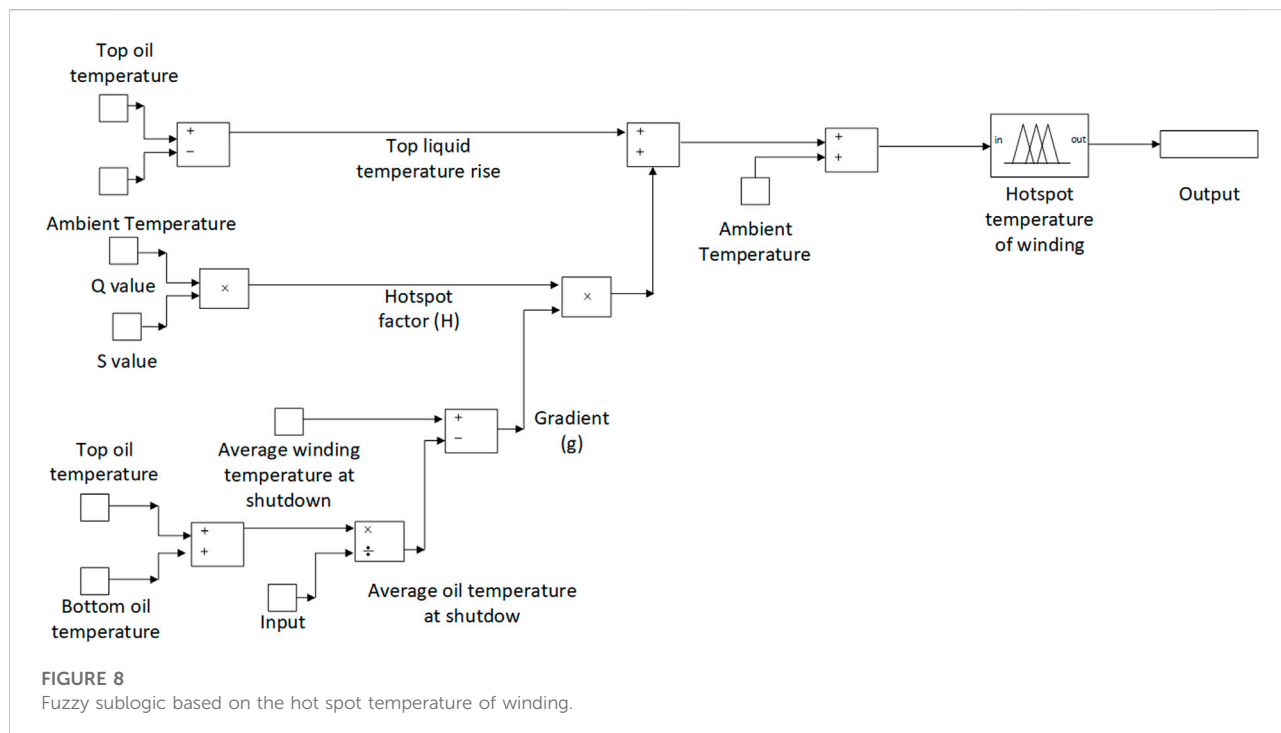 Top oil
temperature
+
−
Top liquid
temperature rise
+
+
+
+
in
out
Ambient Temperature
Ambient
Temperature
Hotspot
temperature
of winding
Output
Q value
×
Hotspot
factor (H)
×
S value
Gradient
(g)
+
−
Average winding
temperature at
shutdown
Top oil
temperature
+
+
×
÷
Bottom oil
temperature
Input
Average oil temperature
at shutdow
FIGURE 8
Fuzzy sublogic based on the hot spot temperature of winding.